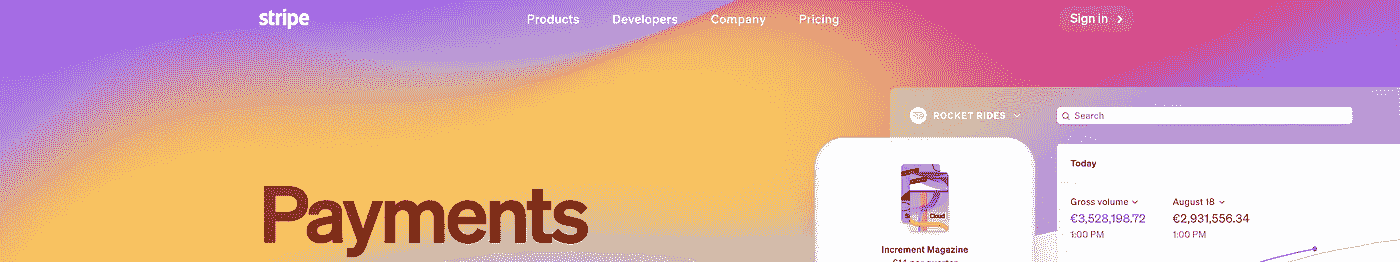 stripe
Products Developers Company Pricing
Sign in
ROCKET RIDES
Search
Payments
Today
Gross volume August 18
€3,528,198.72 €2,931,556.34
1:00 PM 1:00 PM
Cloud
Increment Magazine